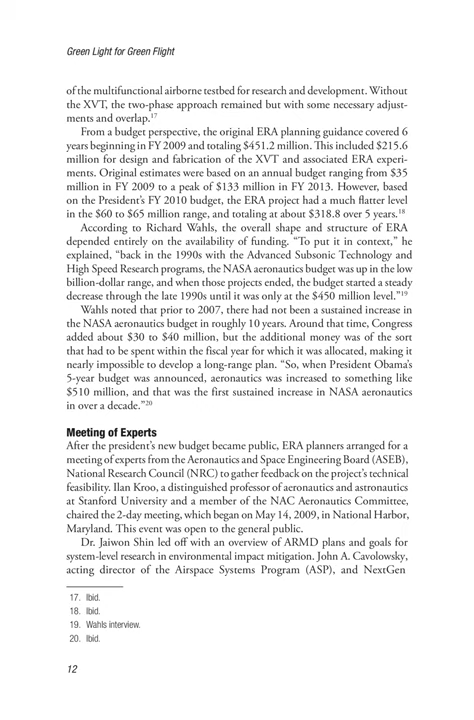 Green Light for Green Flight
of the multifunctional airborne testbed for research and development. Without
the XVT, the two-phase approach remained but with some necessary adjust-
ments and overlap.17
From a budget perspective, the original ERA planning guidance covered 6
years beginning in FY 2009 and totaling $451.2 million. This included $215.6
million for design and fabrication of the XVT and associated ERA experi-
ments. Original estimates were based on an annual budget ranging from $35
million in FY 2009 to a peak of $133 million in FY 2013. However, based
on the President's FY 2010 budget, the ERA project had a much flatter level
in the $60 to $65 million range, and totaling at about $318.8 over 5 years.18
According to Richard Wahls, the overall shape and structure of ERA
depended entirely on the availability of funding. “To put it in context,” he
explained, “back in the 1990s with the Advanced Subsonic Technology and
High Speed Research programs, the NASA aeronautics budget was up in the low
billion-dollar range, and when those projects ended, the budget started a steady
decrease through the late 1990s until it was only at the $450 million level.”19
Wahls noted that prior to 2007, there had not been a sustained increase in
the NASA aeronautics budget in roughly 10 years. Around that time, Congress
added about $30 to $40 million, but the additional money was of the sort
that had to be spent within the fiscal year for which it was allocated, making it
nearly impossible to develop a long-range plan. “So, when President Obama's
5-year budget was announced, aeronautics was increased to something like
$510 million, and that was the first sustained increase in NASA aeronautics
in over a decade.”20
Meeting of Experts
After the president's new budget became public, ERA planners arranged for a
meeting of experts from the Aeronautics and Space Engineering Board (ASEB),
National Research Council (NRC) to gather feedback on the project's technical
feasibility. Ilan Kroo, a distinguished professor of aeronautics and astronautics
at Stanford University and a member of the NAC Aeronautics Committee,
chaired the 2-day meeting, which began on May 14, 2009, in National Harbor,
Maryland. This event was open to the general public.
Dr. Jaiwon Shin led off with an overview of ARMD plans and goals for
system-level research in environmental impact mitigation. John A. Cavolowsky,
acting director of the Airspace Systems Program (ASP), and NextGen
17. Ibid.
18. Ibid.
19. Wahls interview.
20. Ibid.
12